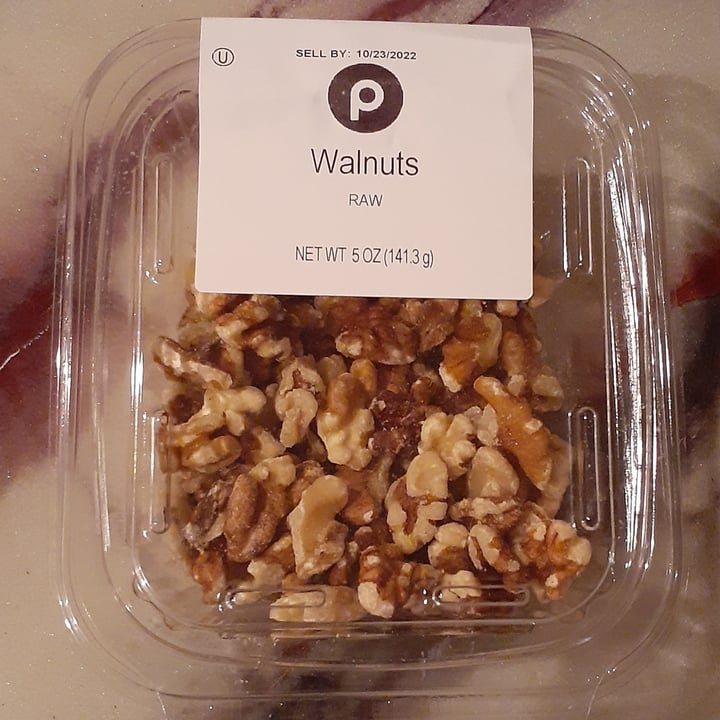 U SELL BY: 10/23/2022
P
Walnuts
RAW
NET WT 5 OZ (141.3 g)